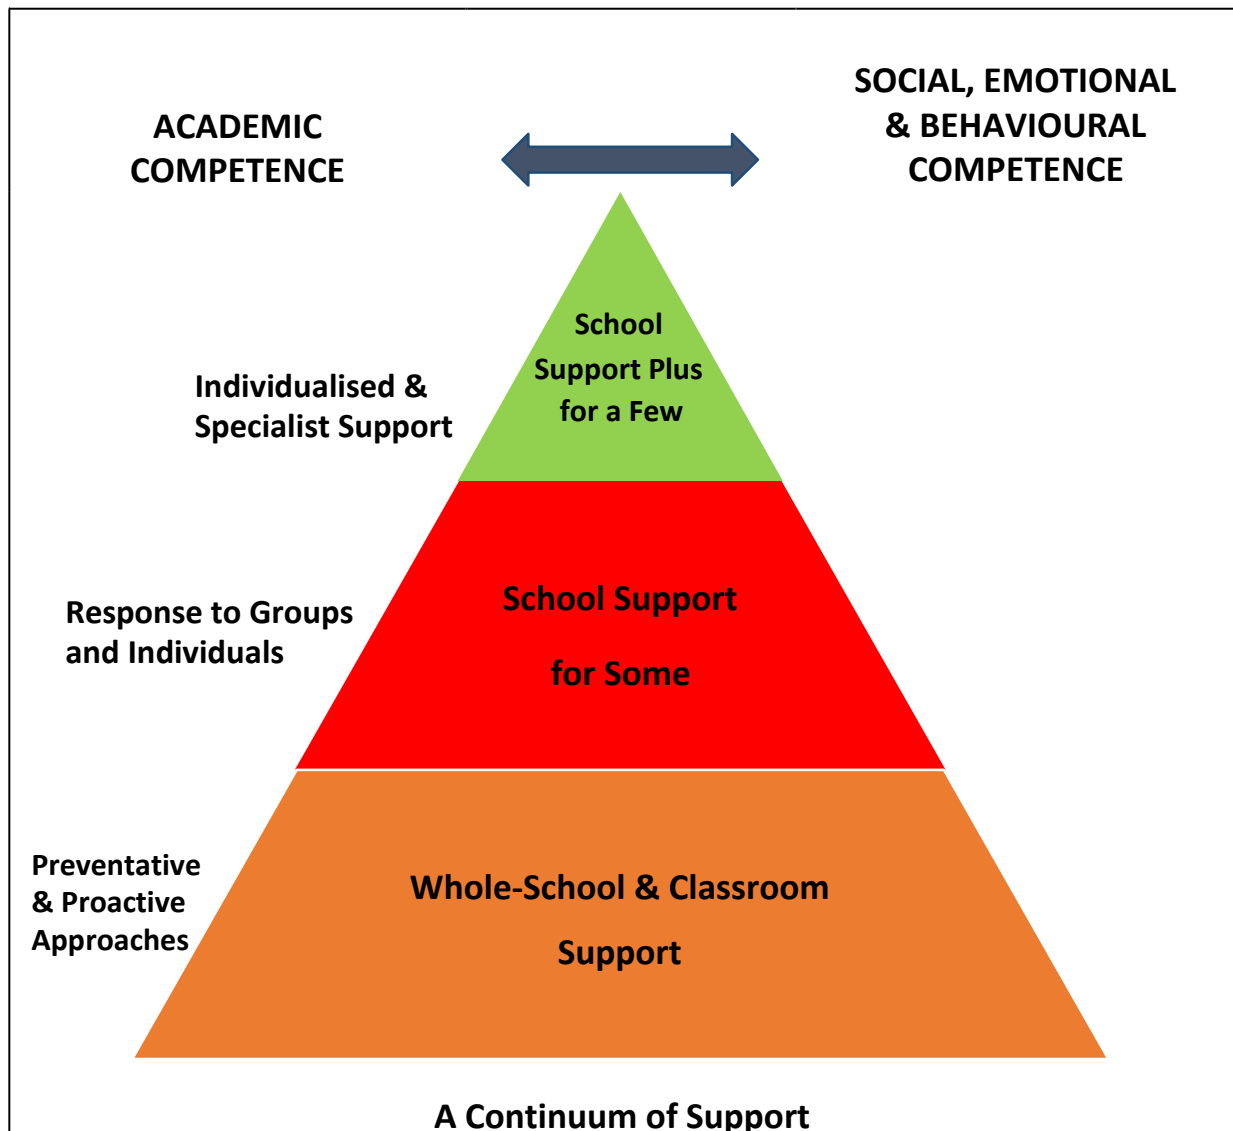 ACADEMIC
COMPETENCE
SOCIAL, EMOTIONAL
& BEHAVIOURAL
COMPETENCE
School
Support Plus
for a Few
Individualised &
Specialist Support
School Support
for Some
Response to Groups
and Individuals
Whole-School & Classroom
Support
Preventative
& Proactive
Approaches
A Continuum of Support